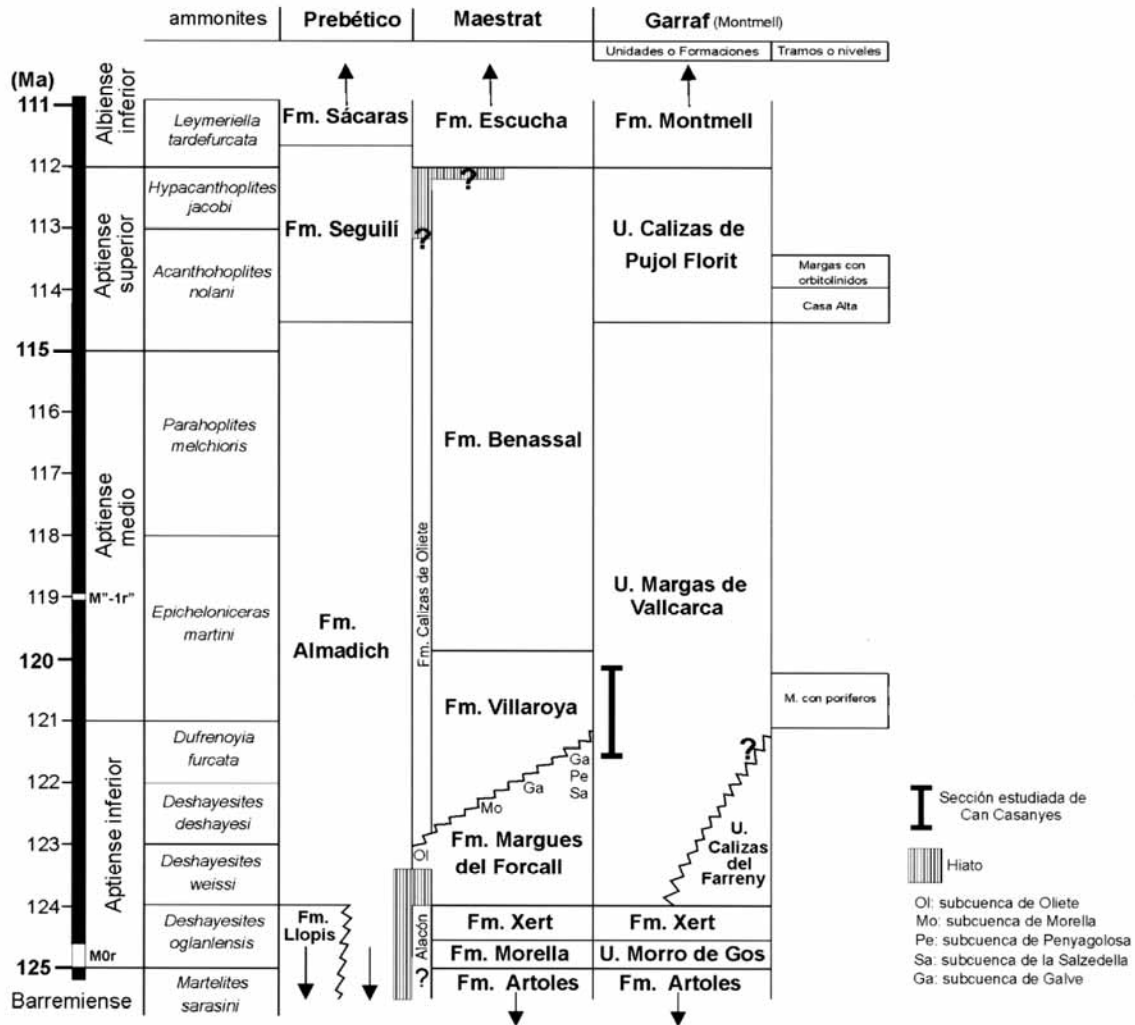 ammonites
Prebético
Maestrat
Garraf (Montmell)
Unidades o Formaciones
Tramos o niveles
(Ma)
111
112
113
114
115
116
117
118
119
120
121
122
123
124
125
M"-1r"
M0r
Albiense
inferior
Aptiense
superior
Aptiense
medio
Aptiense inferior
Barremiense
Leymeriella
tardefurcata
Hypacanthoplites
jacobi
Acanthohoplites
nolani
Parahoplites
melchioris
Epicheloniceras
martini
Dufrenoyia
furcata
Deshayesites
deshayesi
Deshayesites
weissi
Deshayesites
oglanlensis
Martelites
sarasini
Fm. Sácaras
Fm. Seguilí
Fm.
Almadich
Fm.
Llopis
Fm. Calizas de Oliete
Ol
Alacón
?
?
?
Fm. Escucha
Fm. Benassal
Fm. Villaroya
Ga
Pe
Sa
Ga
Mo
Fm. Margues
del Forcall
Fm. Xert
Fm. Morella
Fm. Artoles
Fm. Montmell
U. Calizas de
Pujol Florit
U. Margas de
Vallcarca
?
U.
Calizas
del
Farreny
Fm. Xert
U. Morro de Gos
Fm. Artoles
Margas con
orbitolinidos
Casa Alta
M. con poríferos
Sección estudiada de
Can Casanyes
Hiato
Ol: subcuenca de Oliete
Mo: subcuenca de Morella
Pe: subcuenca de Penyagolosa
Sa: subcuenca de la Salzedella
Ga: subcuenca de Galve